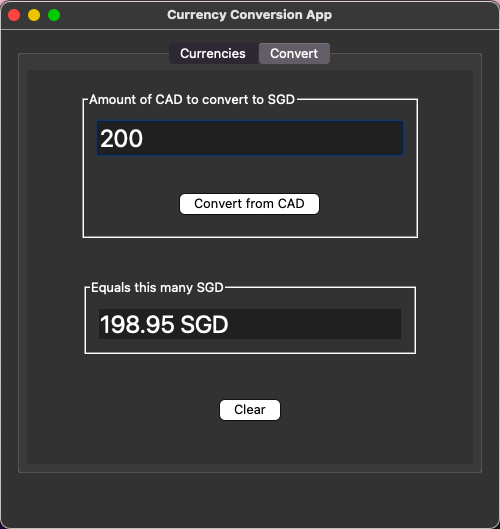 Currency Conversion App
Currencies Convert
Amount of CAD to convert to SGD
200
Convert from CAD
Equals this many SGD
198.95 SGD
Clear